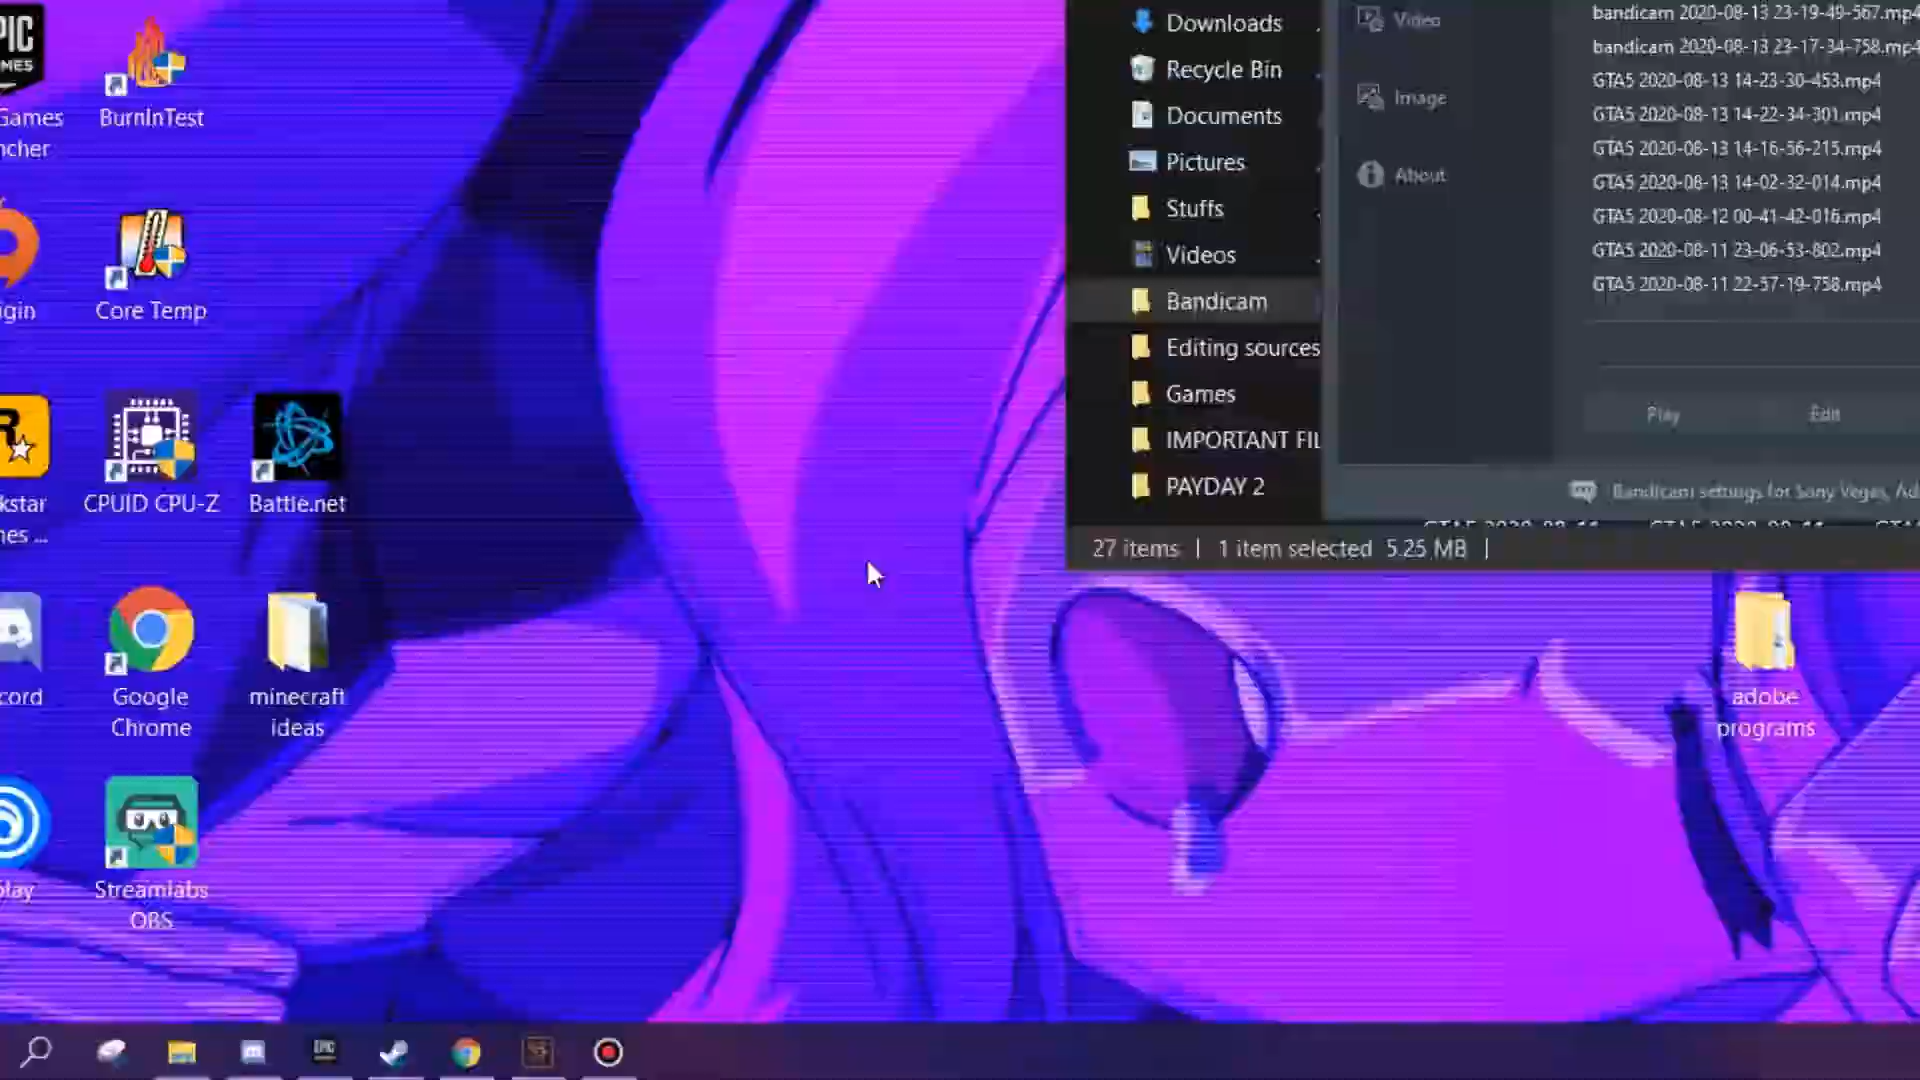 EPIC
GAMES
Games
ncher
BurnInTest
igin
Core Temp
R
kstar
nes ...
CPUID CPU-Z
Battle.net
cord
Google
Chrome
minecraft
ideas
play
Streamlabs
OBS
Downloads
Recycle Bin
Documents
Pictures
Stuffs
Videos
Bandicam
Editing sources
Games
IMPORTANT FIL
PAYDAY 2
27 items | 1 item selected 5.25 MB |
Video
Image
About
bandicam 2020-08-13 23-19-49-567.mp4
bandicam 2020-08-13 23-17-34-758.mp4
GTA5 2020-08-13 14-23-30-453.mp4
GTA5 2020-08-13 14-22-34-301.mp4
GTA5 2020-08-13 14-16-56-215.mp4
GTA5 2020-08-13 14-02-32-014.mp4
GTA5 2020-08-12 00-41-42-016.mp4
GTA5 2020-08-11 23-06-53-802.mp4
GTA5 2020-08-11 22-57-19-758.mp4
Play
Edit
Bandicam settings for Sony Vegas, Ad
adobe
programs
EPIC